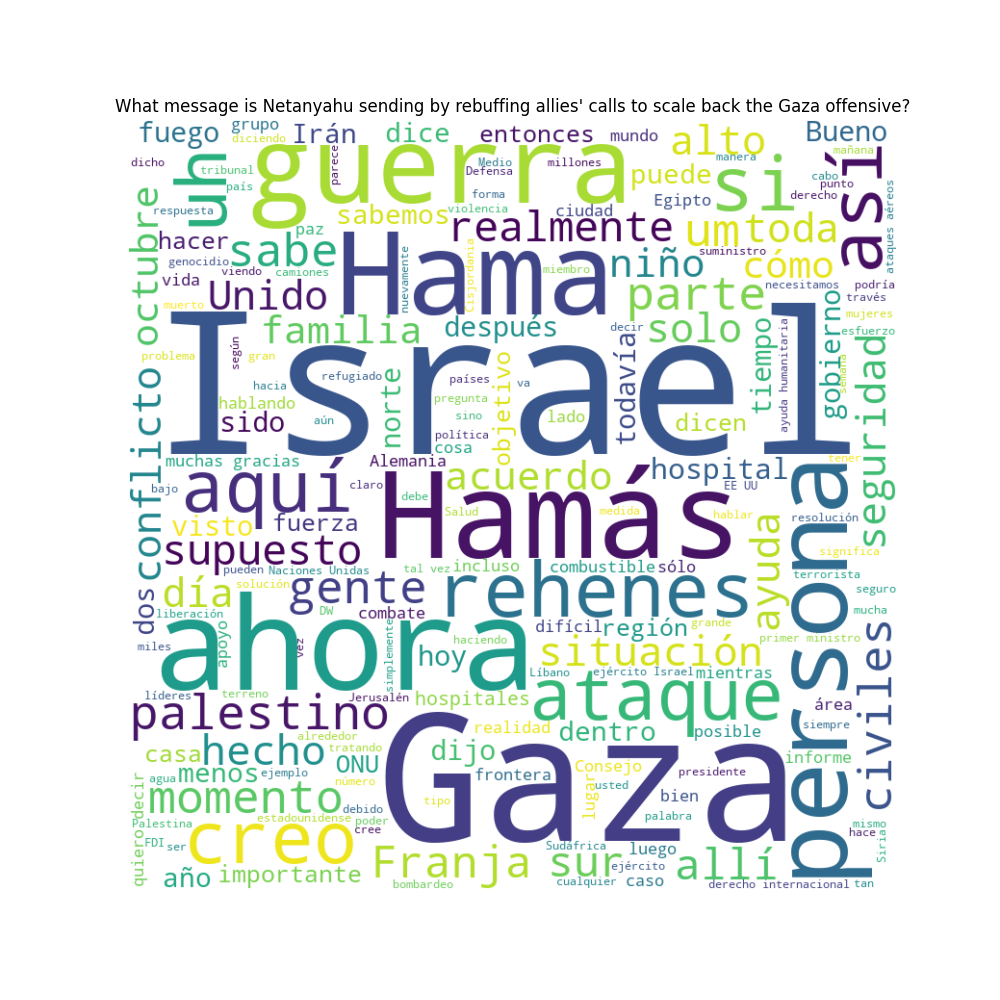 What message is Netanyahu sending by rebuffing allies' calls to scale back the Gaza offensive?
fuego
grupo
diciendo
Irán
dice
entonces
mundo
alto
Bueno
mañana
dicho
tribunal
país
uh
guerra
parece
Medio
Defensa
millones
manera
puede
si
cabo
punto
derecho
así
ataques aéreos
respuesta
octubre
paz
sabemos
violencia
forma
ciudad
Egipto
hacer
sabe
realmente
um
toda
suministro
genocidio
viendo
camiones
vida
Unido
Hama
nuevamente
Cisjordania
miembro
niño
cómo
necesitamos
podría
través
muerto
parte
mujeres
familia
después
solo
decir
gobierno
esfuerzo
Israel
problema
según
gran
todavía
tiempo
ayuda humanitaria
semana
seguridad
hacia
refugiado
países
va
objetivo
conflicto
hablando
norte
pregunta
sido
aún
sino
lado
dicen
política
cosa
muchas gracias
Alemania
acuerdo
hospital
tener
persona
bajo
aquí
claro
debe
Hamás
EE UU
visto
fuerza
Salud
medida
hablar
ayuda
resolución
supuesto
significa
pueden
Naciones Unidas
tal vez
incluso
combustible
sólo
terrorista
dos
día
solución
gente
rehenes
seguro
liberación
DW
combate
mucha
ahora
miles
apoyo
vez
simplemente
haciendo
difícil
región
grande
primer ministro
civiles
hoy
situación
Líbano
ejército Israel
mientras
líderes
terreno
Jerusalén
hospitales
ataque
área
palestino
realidad
dentro
posible
siempre
alrededor
casa
hecho
tratando
dijo
Gaza
informe
menos
ejemplo
ONU
frontera
Consejo
presidente
agua
quiero decir
momento
número
debido
tipo
lugar
usted
bien
Palestina
estadounidense
poder
palabra
mismo
FDI
ser
creo
cree
hace
Siria
Sudáfrica
luego
año
importante
Franja
sur
ejército
allí
bombardeo
cualquier
caso
derecho internacional
tan